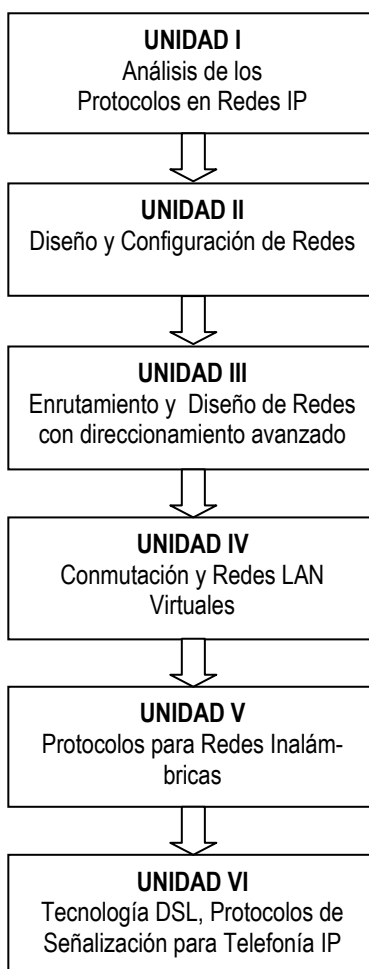 UNIDAD I
Análisis de los
Protocolos en Redes IP
UNIDAD II
Diseño y Configuración de Redes
UNIDAD III
Enrutamiento y Diseño de Redes
con direccionamiento avanzado
UNIDAD IV
Conmutación y Redes LAN
Virtuales
UNIDAD V
Protocolos para Redes Inalám-
bricas
UNIDAD VI
Tecnología DSL, Protocolos de
Señalización para Telefonía IP